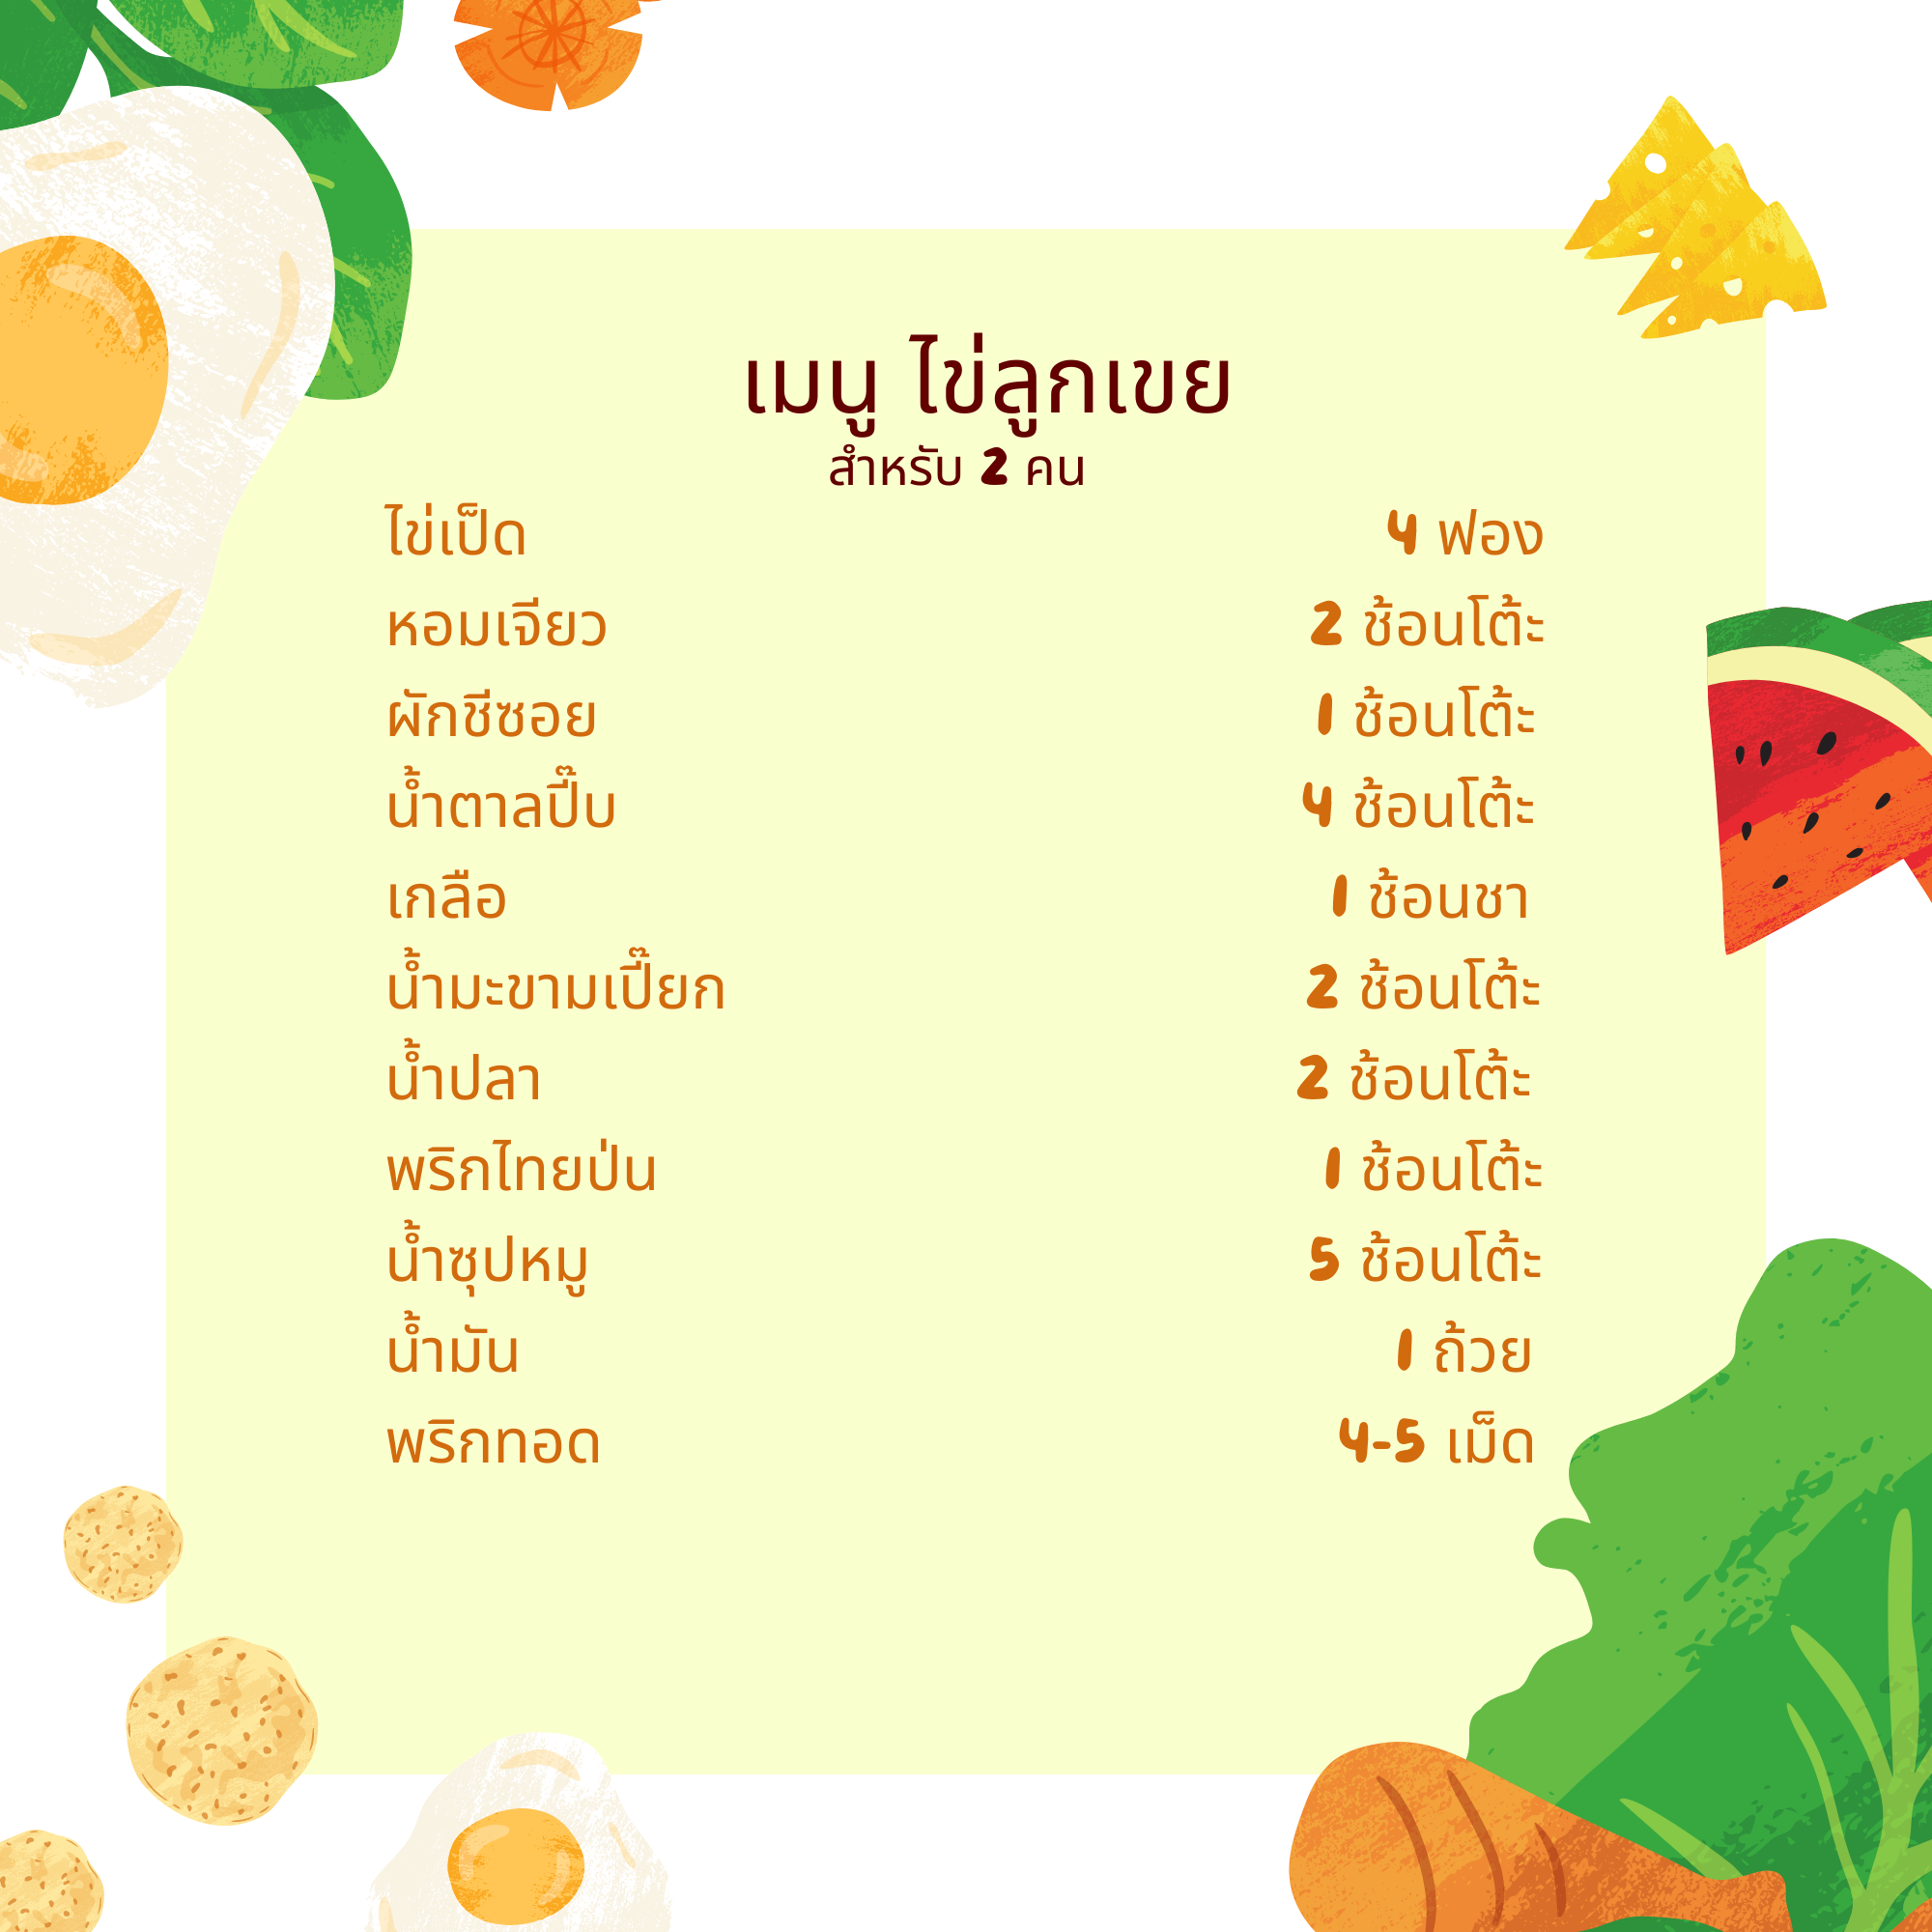 เมนู ไข่ลูกเขย
สำหรับ 2 คน
ไข่เป็ด 4 ฟอง
หอมเจียว 2 ช้อนโต้ะ
ผักชีซอย 1 ช้อนโต้ะ
น้ำตาลปี๊บ 4 ช้อนโต้ะ
เกลือ 1 ช้อนชา
น้ำมะขามเปี๊ยก 2 ช้อนโต้ะ
น้ำปลา 2 ช้อนโต้ะ
พริกไทยป่น 1 ช้อนโต้ะ
น้ำซุปหมู 5 ช้อนโต้ะ
น้ำมัน 1 ถ้วย
พริกทอด 4-5 เม็ด